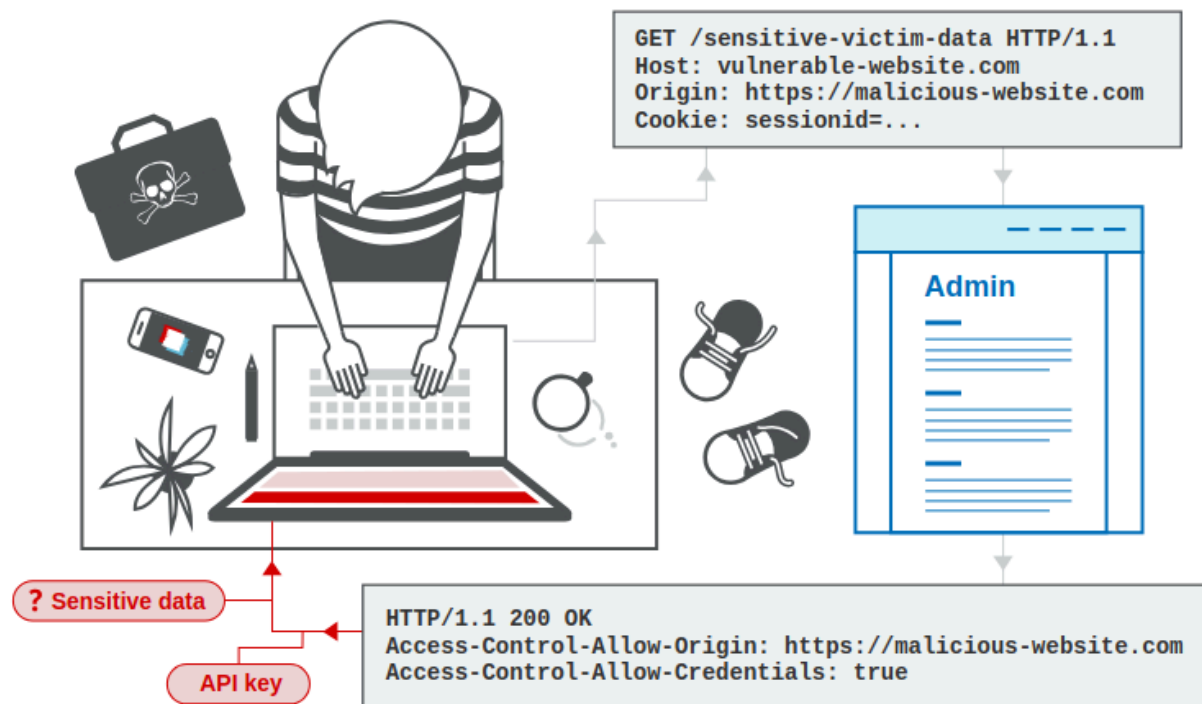 GET /sensitive-victim-data HTTP/1.1
Host: vulnerable-website.com
Origin: https://malicious-website.com
Cookie: sessionid=...
Admin
? Sensitive data
API key
HTTP/1.1 200 OK
Access-Control-Allow-Origin: https://malicious-website.com
Access-Control-Allow-Credentials: true